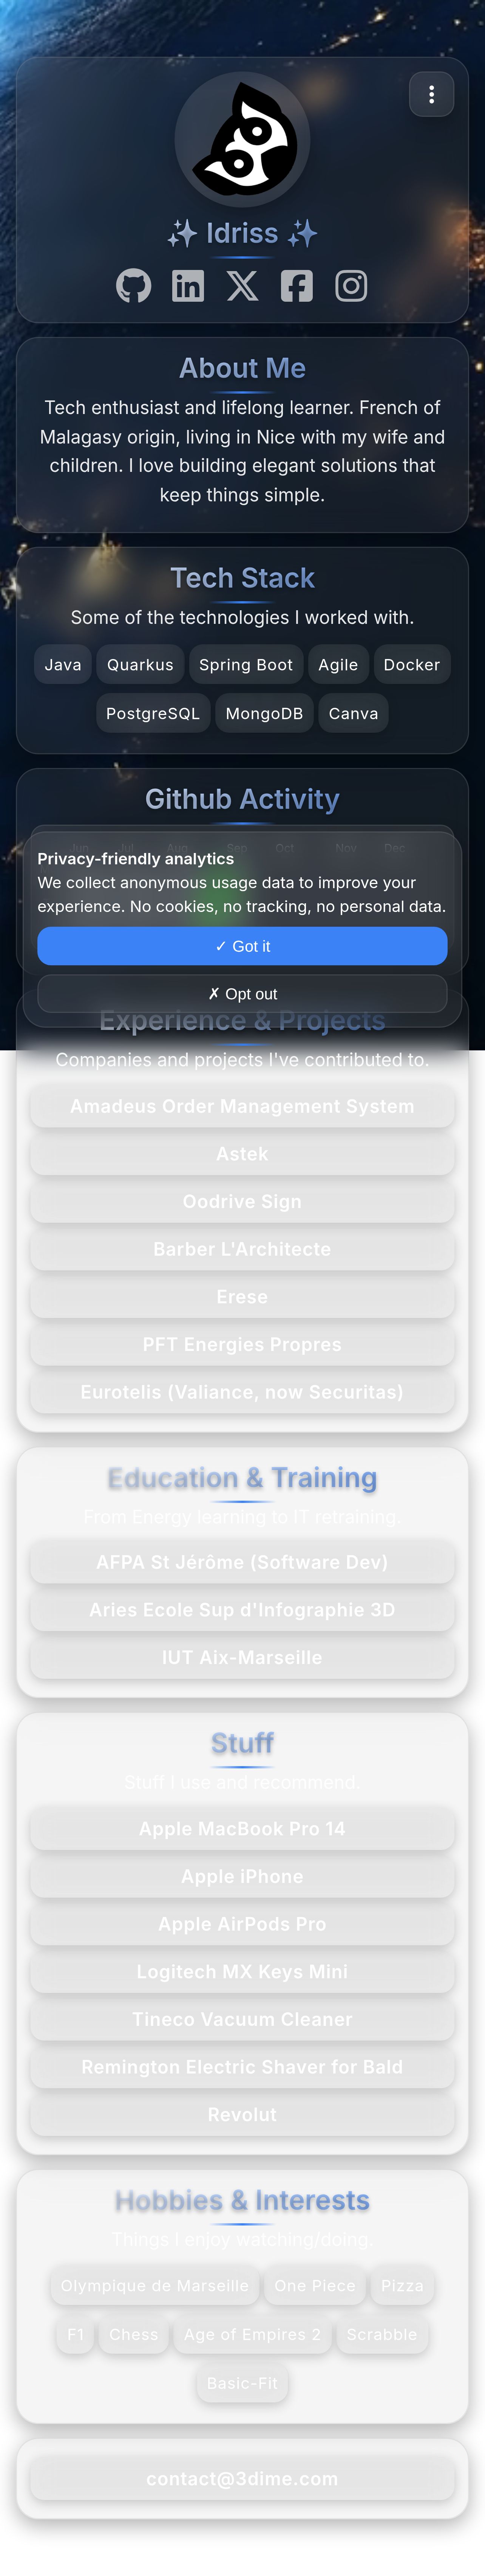 ✨ Idriss ✨
About Me
Tech enthusiast and lifelong learner. French of
Malagasy origin, living in Nice with my wife and
children. I love building elegant solutions that
keep things simple.
Tech Stack
Some of the technologies I worked with.
Java Quarkus Spring Boot Agile Docker
PostgreSQL MongoDB Canva
Github Activity
Jun Jul Aug Sep Oct Nov Dec
Privacy-friendly analytics
We collect anonymous usage data to improve your
experience. No cookies, no tracking, no personal data.
✓ Got it
✗ Opt out
Experience & Projects
Companies and projects I've contributed to.
Amadeus Order Management System
Astek
Oodrive Sign
Barber L'Architecte
Erese
PFT Energies Propres
Eurotelis (Valiance, now Securitas)
Education & Training
From Energy learning to IT retraining.
AFPA St Jérôme (Software Dev)
Aries Ecole Sup d'Infographie 3D
IUT Aix-Marseille
Stuff
Stuff I use and recommend.
Apple MacBook Pro 14
Apple iPhone
Apple AirPods Pro
Logitech MX Keys Mini
Tineco Vacuum Cleaner
Remington Electric Shaver for Bald
Revolut
Hobbies & Interests
Things I enjoy watching/doing.
Olympique de Marseille One Piece Pizza
F1 Chess Age of Empires 2 Scrabble
Basic-Fit
contact@3dime.com